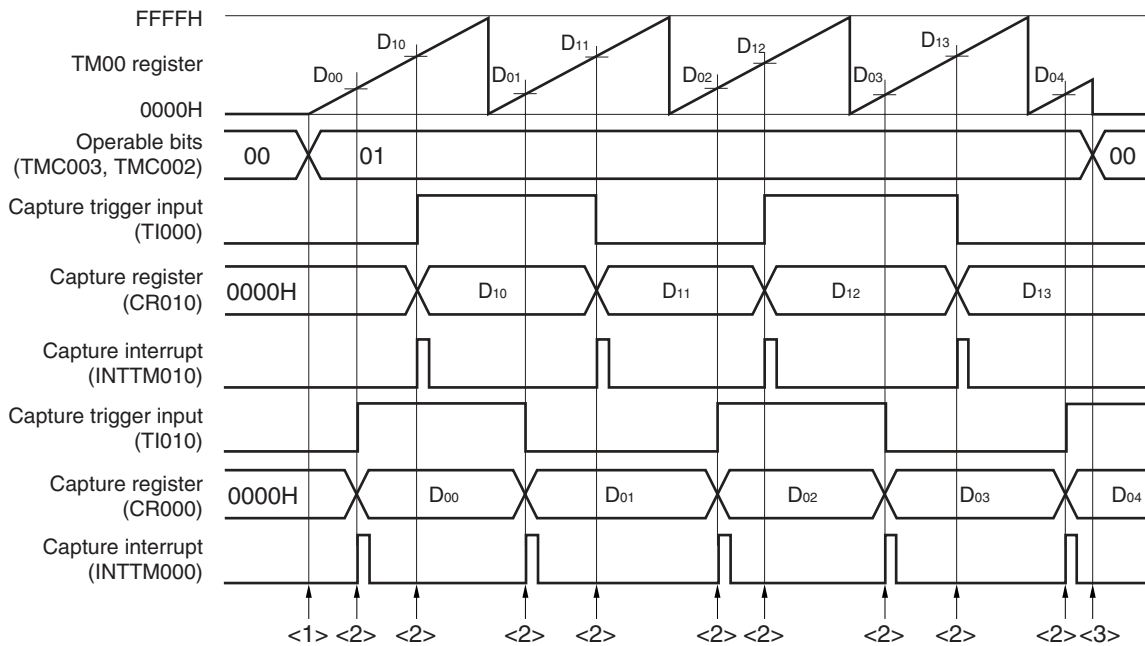 FFFFH
TM00 register
0000H
D00 D10 D01 D11 D02 D12 D03 D13 D04
Operable bits
(TMC003, TMC002)
00 01 00
Capture trigger input
(TI000)
Capture register
(CR010)
0000H D10 D11 D12 D13
Capture interrupt
(INTTM010)
Capture trigger input
(TI010)
Capture register
(CR000)
0000H D00 D01 D02 D03 D04
Capture interrupt
(INTTM000)
<1> <2> <2> <2> <2> <2> <2> <2> <2> <2> <3>